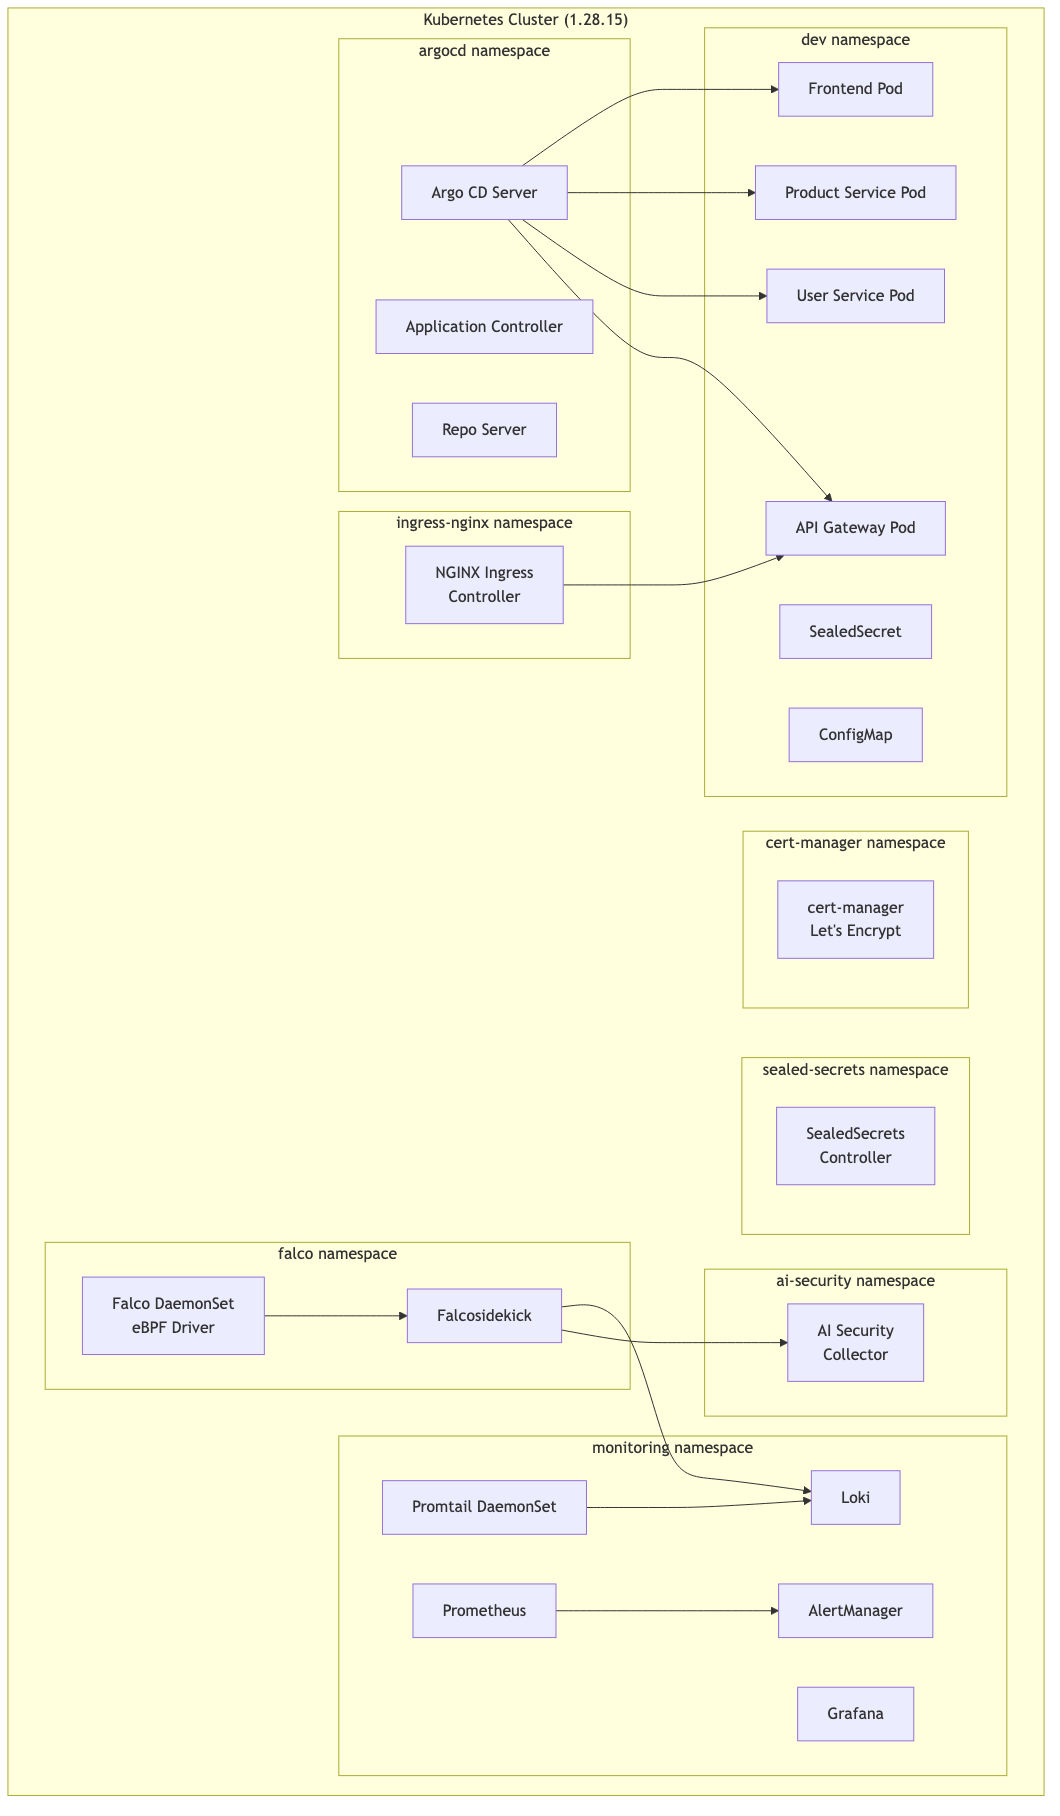 Kubernetes Cluster (1.28.15)
argocd namespace
Argo CD Server
Application Controller
Repo Server
dev namespace
Frontend Pod
Product Service Pod
User Service Pod
API Gateway Pod
SealedSecret
ConfigMap
ingress-nginx namespace
NGINX Ingress
Controller
cert-manager namespace
cert-manager
Let's Encrypt
sealed-secrets namespace
SealedSecrets
Controller
falco namespace
Falco DaemonSet
eBPF Driver
Falcosidekick
ai-security namespace
AI Security
Collector
monitoring namespace
Promtail DaemonSet
Loki
Prometheus
AlertManager
Grafana